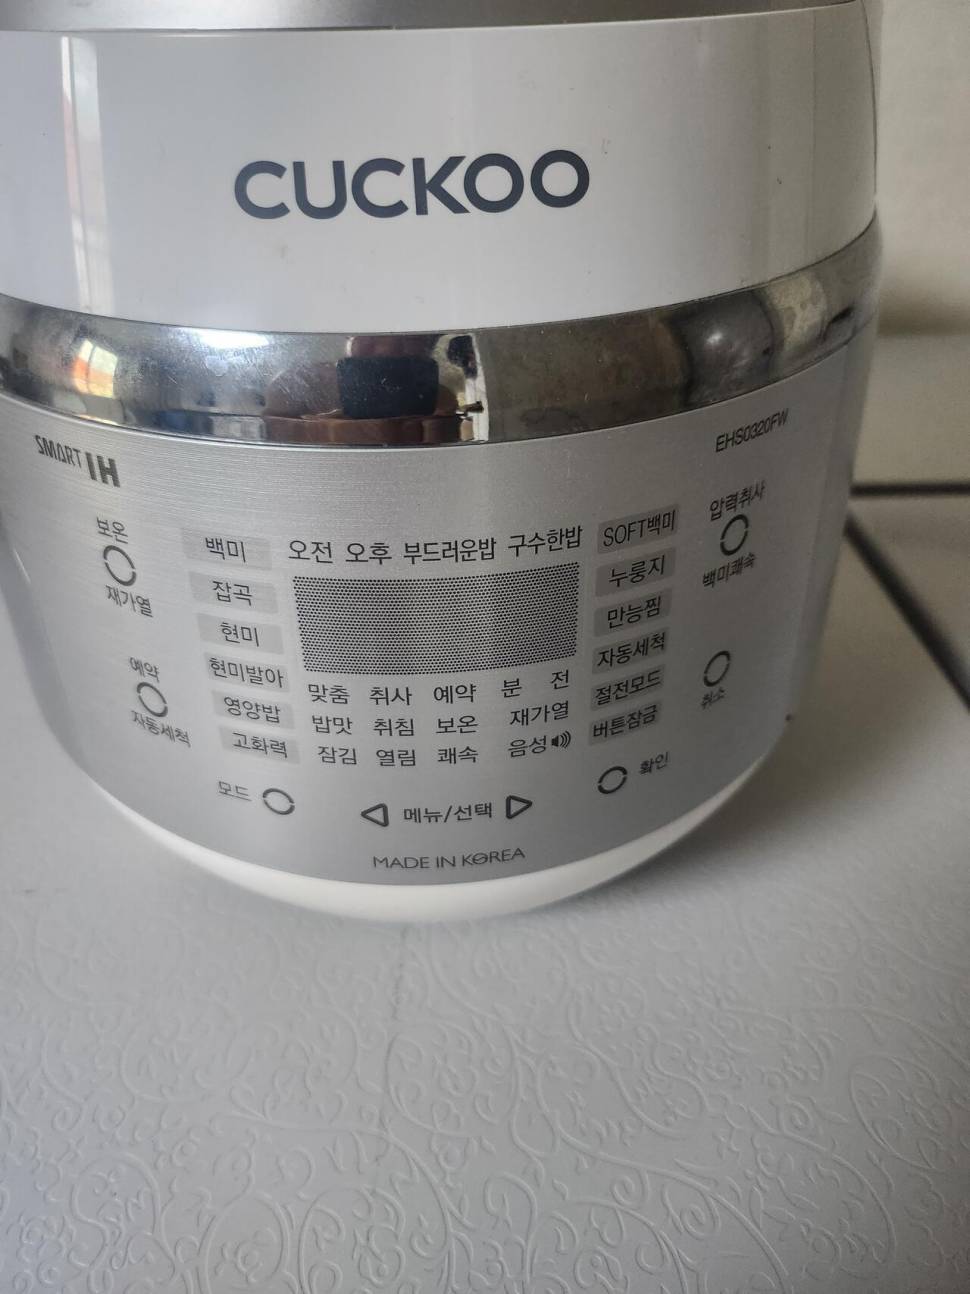 CUCKOO
SMART IH
EHS0320FW
보온
재가열
예약
자동세척
백미
잡곡
현미
현미발아
영양밥
고화력
모드
오전 오후 부드러운밥 구수한밥
맞춤 취사 예약 분 전
밥맛 취침 보온 재가열
잠김 열림 쾌속 음성
메뉴/선택
SOFT백미
누룽지
만능찜
자동세척
절전모드
버튼잠금
압력취사
백미쾌속
취소
확인
MADE IN KOREA